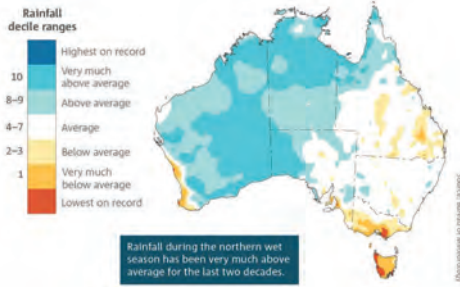 Rainfall
decile ranges
Highest on record
10
Very much
above average
8–9
Above average
4–7
Average
2–3
Below average
1
Very much
below average
Lowest on record
Rainfall during the northern wet
season has been very much above
average for the last two decades.